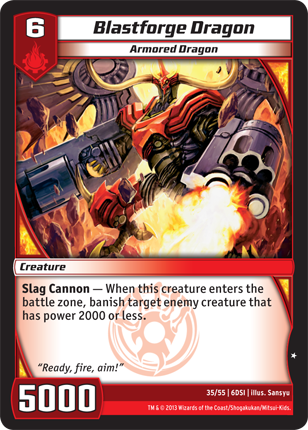 6 Blastforge Dragon
Armored Dragon
Creature
Slag Cannon — When this creature enters the
battle zone, banish target enemy creature that
has power 2000 or less.
“Ready, fire, aim!”
5000
35/55 | 6DSI | illus. Sansyu
TM & © 2013 Wizards of the Coast/Shogakukan/Mitsui-Kids.